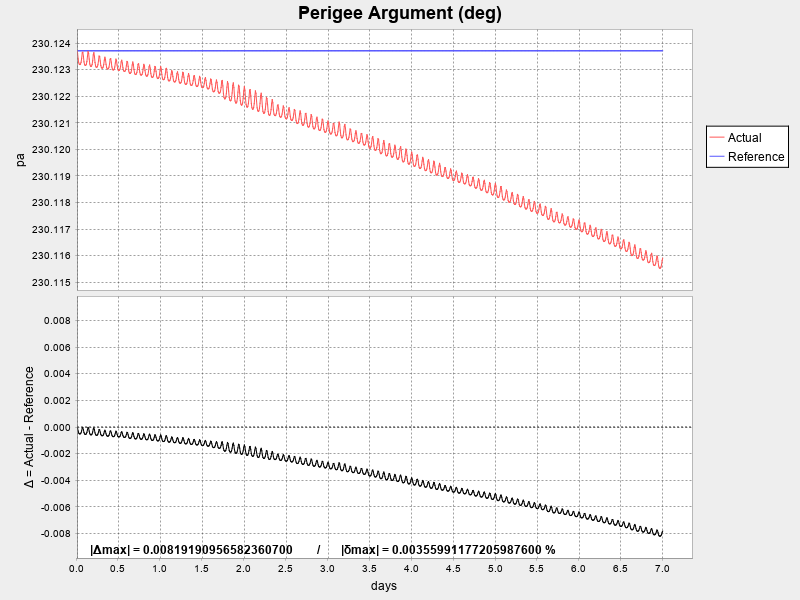 Perigee Argument (deg)
230.124
230.123
230.122
230.121
230.120
230.119
230.118
230.117
230.116
230.115
pa
Actual
Reference
0.008
0.006
0.004
0.002
0.000
-0.002
-0.004
-0.006
-0.008
Δ = Actual - Reference
|Δmax| = 0.00819190956582360700 / |δmax| = 0.00355991177205987600 %
0.0 0.5 1.0 1.5 2.0 2.5 3.0 3.5 4.0 4.5 5.0 5.5 6.0 6.5 7.0
days